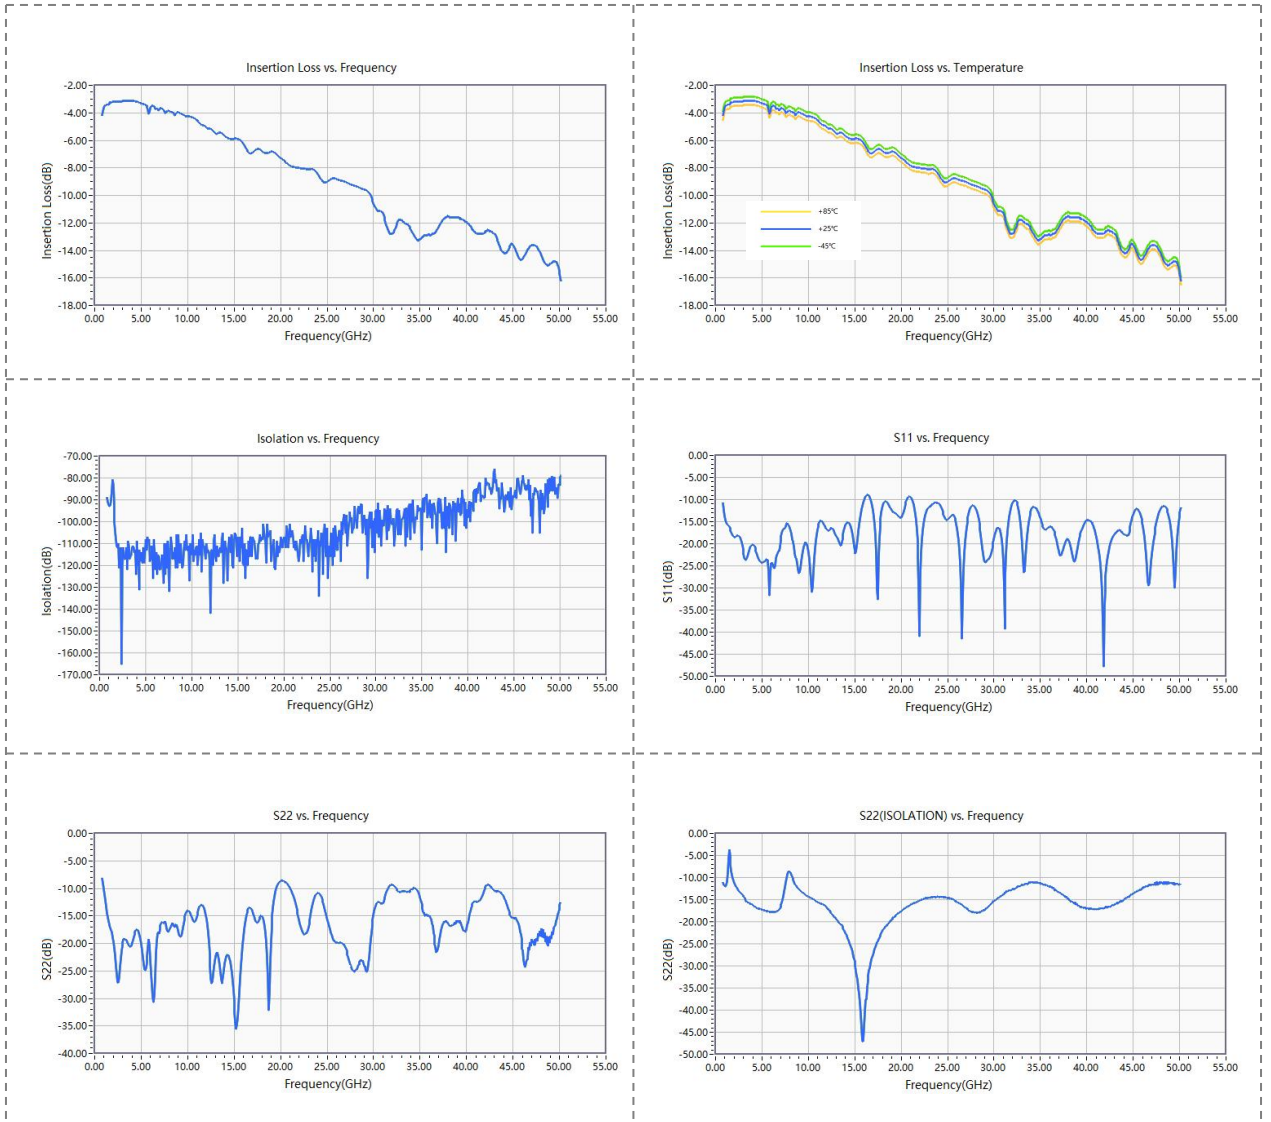 Insertion Loss vs. Frequency
Insertion Loss(dB)
-2.00
-4.00
-6.00
-8.00
-10.00
-12.00
-14.00
-16.00
-18.00
0.00 5.00 10.00 15.00 20.00 25.00 30.00 35.00 40.00 45.00 50.00 55.00
Frequency(GHz)
Insertion Loss vs. Temperature
Insertion Loss(dB)
-2.00
-4.00
-6.00
-8.00
-10.00
-12.00
-14.00
-16.00
-18.00
+85℃
+25℃
-45℃
0.00 5.00 10.00 15.00 20.00 25.00 30.00 35.00 40.00 45.00 50.00 55.00
Frequency(GHz)
Isolation vs. Frequency
Isolation(dB)
-70.00
-80.00
-90.00
-100.00
-110.00
-120.00
-130.00
-140.00
-150.00
-160.00
-170.00
0.00 5.00 10.00 15.00 20.00 25.00 30.00 35.00 40.00 45.00 50.00 55.00
Frequency(GHz)
S11 vs. Frequency
S11(dB)
0.00
-5.00
-10.00
-15.00
-20.00
-25.00
-30.00
-35.00
-40.00
-45.00
-50.00
0.00 5.00 10.00 15.00 20.00 25.00 30.00 35.00 40.00 45.00 50.00 55.00
Frequency(GHz)
S22 vs. Frequency
S22(dB)
0.00
-5.00
-10.00
-15.00
-20.00
-25.00
-30.00
-35.00
-40.00
0.00 5.00 10.00 15.00 20.00 25.00 30.00 35.00 40.00 45.00 50.00 55.00
Frequency(GHz)
S22(ISOLATION) vs. Frequency
S22(dB)
0.00
-5.00
-10.00
-15.00
-20.00
-25.00
-30.00
-35.00
-40.00
-45.00
-50.00
0.00 5.00 10.00 15.00 20.00 25.00 30.00 35.00 40.00 45.00 50.00 55.00
Frequency(GHz)